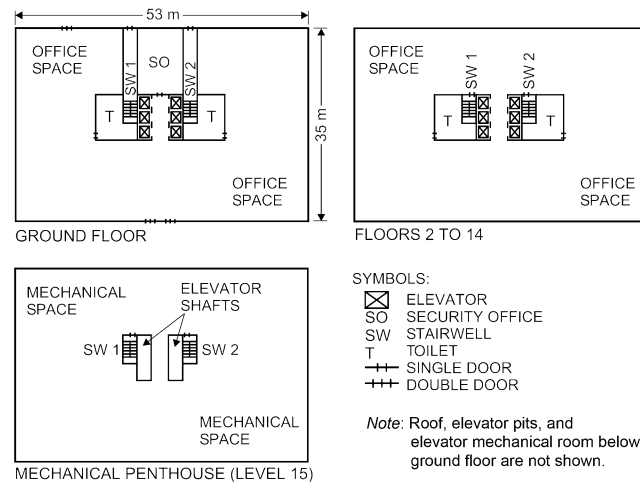 53 m
OFFICE
SPACE
SW 1
SO
SW 2
T
T
35 m
OFFICE
SPACE
GROUND FLOOR
OFFICE
SPACE
SW 1
SW 2
T
T
OFFICE
SPACE
FLOORS 2 TO 14
MECHANICAL
SPACE
ELEVATOR
SHAFTS
SW 1
SW 2
MECHANICAL
SPACE
MECHANICAL PENTHOUSE (LEVEL 15)
SYMBOLS:
ELEVATOR
SO SECURITY OFFICE
SW STAIRWELL
T TOILET
SINGLE DOOR
DOUBLE DOOR
Note: Roof, elevator pits, and
elevator mechanical room below
ground floor are not shown.